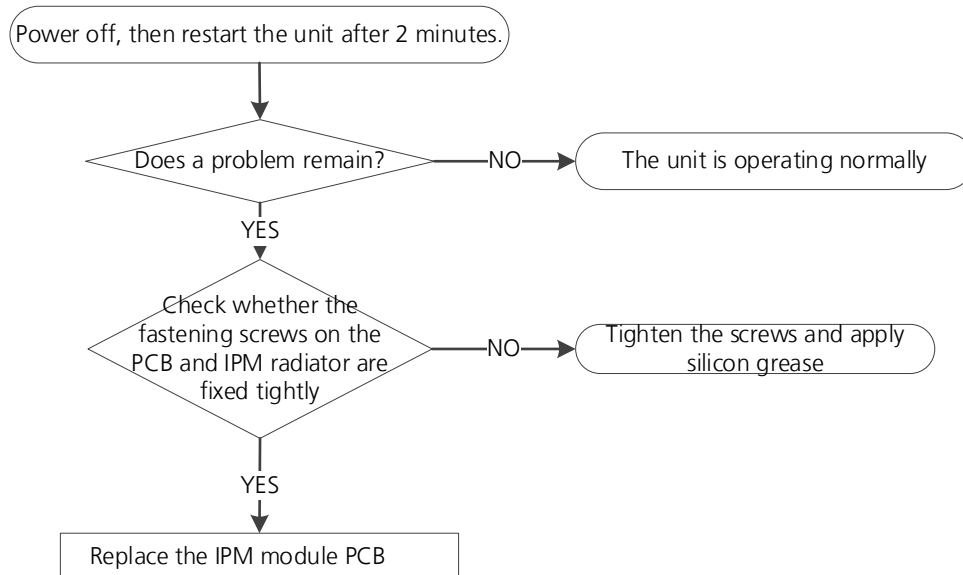 Power off, then restart the unit after 2 minutes.
Does a problem remain?
NO
The unit is operating normally
YES
Check whether the
fastening screws on the
PCB and IPM radiator are
fixed tightly
NO
Tighten the screws and apply
silicon grease
YES
Replace the IPM module PCB